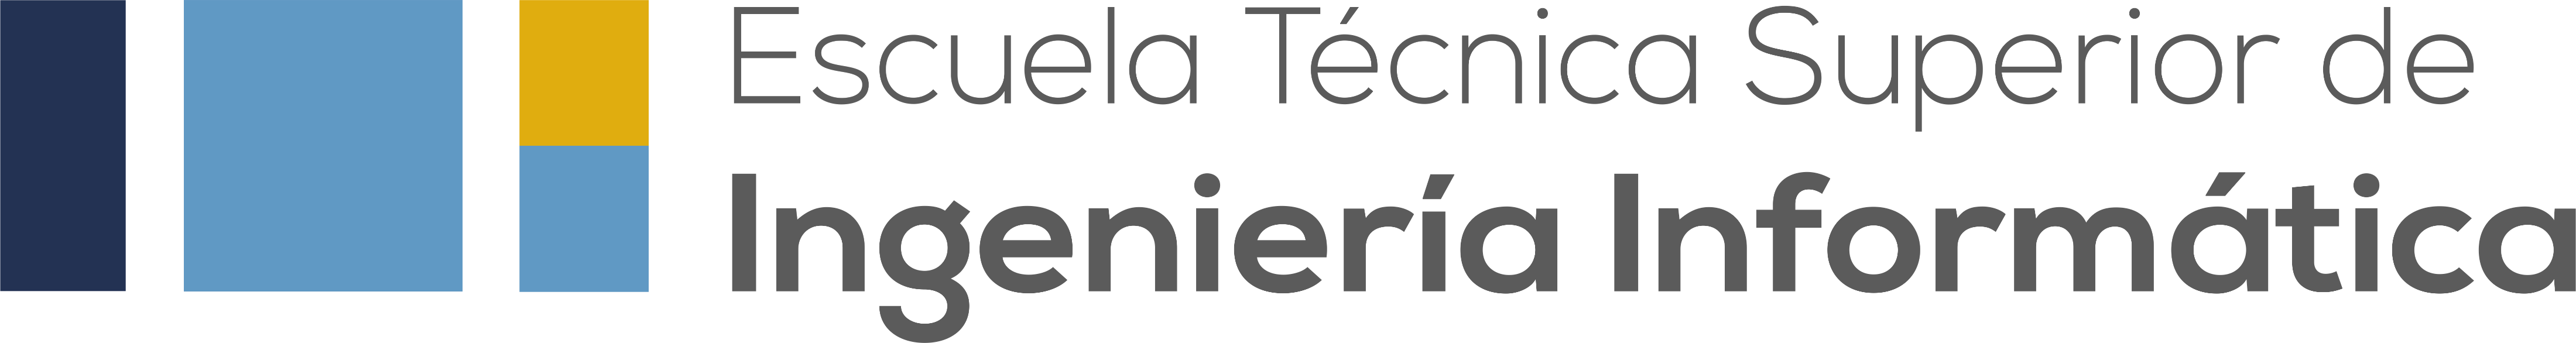 Escuela Técnica Superior de
Ingeniería Informática